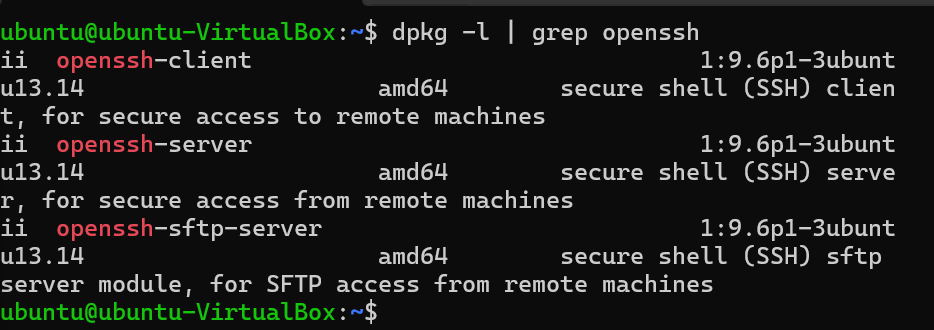 ubuntu@ubuntu-VirtualBox:~$ dpkg -l | grep openssh
ii  openssh-client                                1:9.6p1-3ubunt
u13.14                     amd64        secure shell (SSH) clien
t, for secure access to remote machines
ii  openssh-server                                1:9.6p1-3ubunt
u13.14                     amd64        secure shell (SSH) serve
r, for secure access from remote machines
ii  openssh-sftp-server                           1:9.6p1-3ubunt
u13.14                     amd64        secure shell (SSH) sftp
server module, for SFTP access from remote machines
ubuntu@ubuntu-VirtualBox:~$